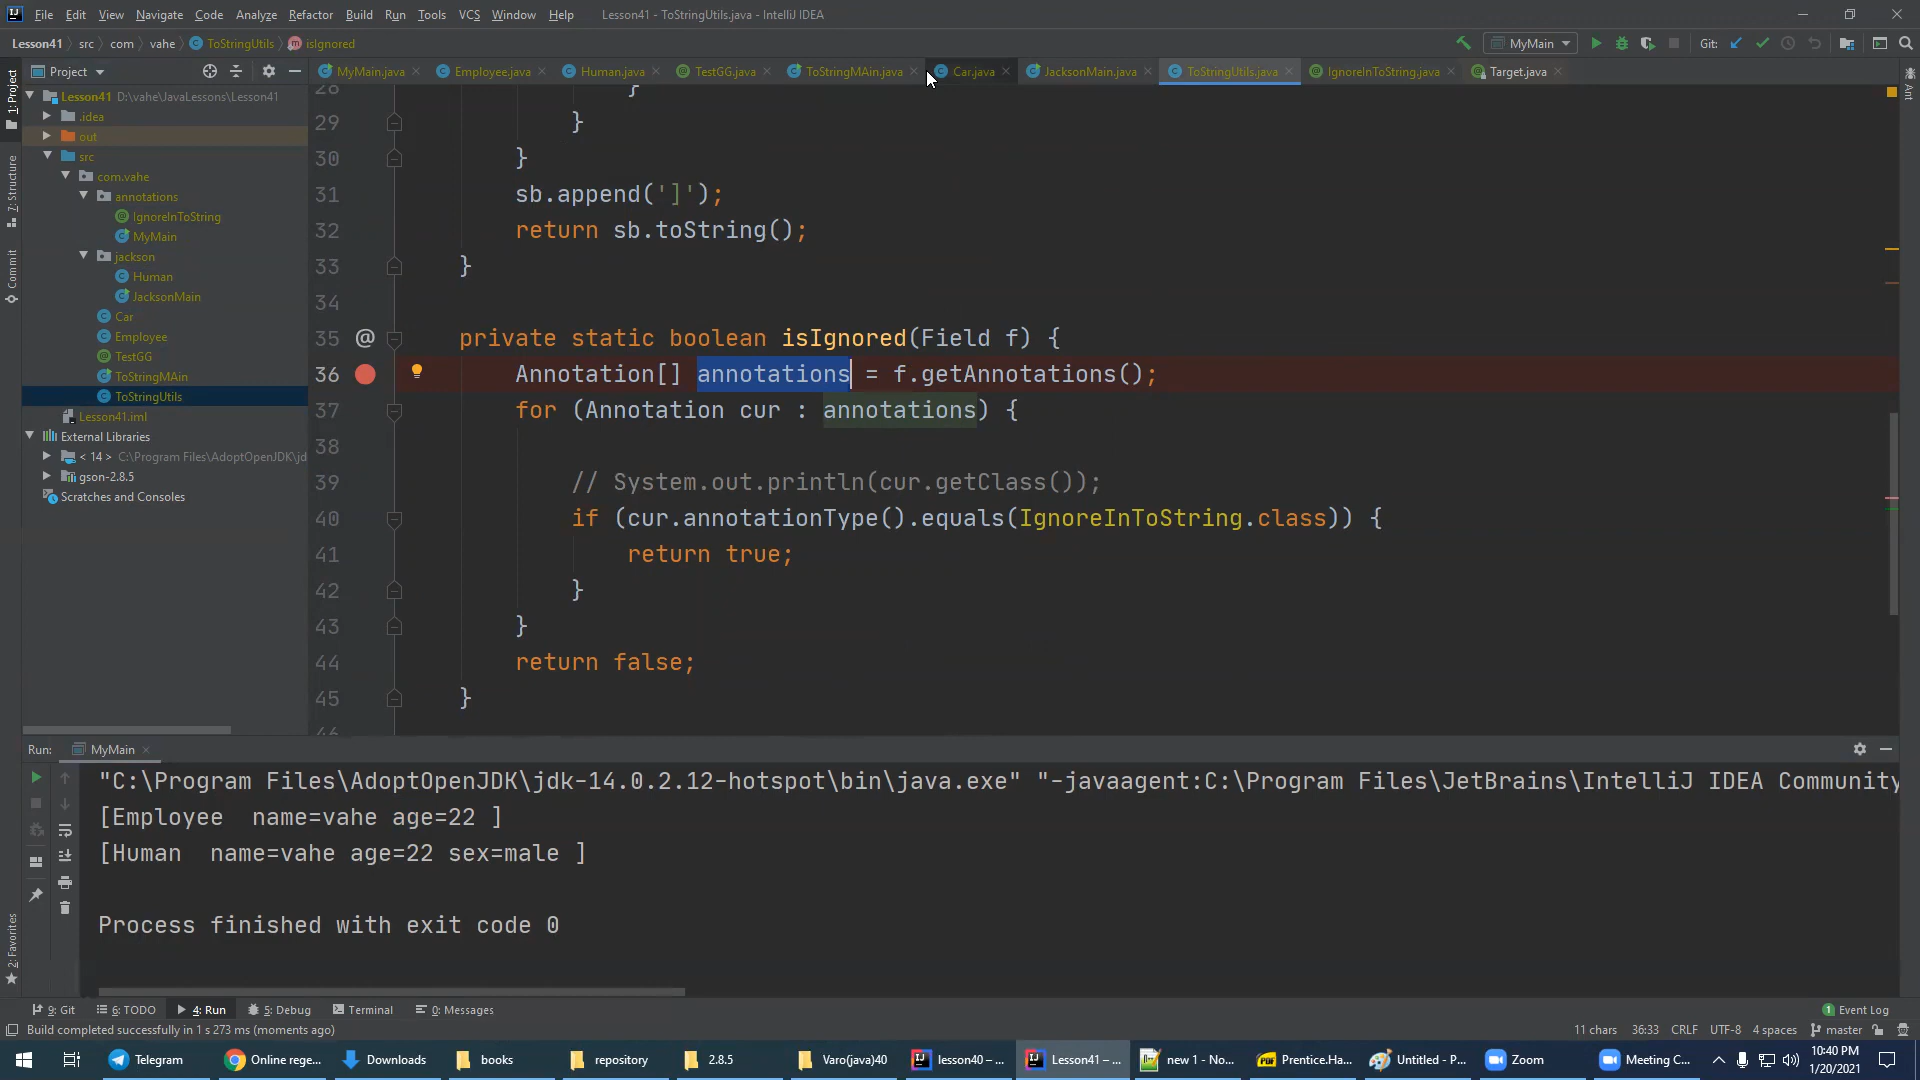 File Edit View Navigate Code Analyze Refactor Build Run Tools VCS Window Help Lesson41 - ToStringUtils.java - IntelliJ IDEA
Lesson41 src com vahe ToStringUtils isIgnored MyMain Git:
Project MyMain.java Employee.java Human.java TestGG.java ToStringMAin.java Car.java JacksonMain.java ToStringUtils.java IgnoreInToString.java Target.java
1: Project
7: Structure
Commit
2: Favorites
Ant
Lesson41 D:\vahe\JavaLessons\Lesson41
.idea
out
src
com.vahe
annotations
IgnoreInToString
MyMain
jackson
Human
JacksonMain
Car
Employee
TestGG
ToStringMAin
ToStringUtils
Lesson41.iml
External Libraries
< 14 > C:\Program Files\AdoptOpenJDK\jd
gson-2.8.5
Scratches and Consoles
28 }
29 }
30 }
31 sb.append(']');
32 return sb.toString();
33 }
34
35 @ private static boolean isIgnored(Field f) {
36 Annotation[] annotations = f.getAnnotations();
37 for (Annotation cur : annotations) {
38
39 // System.out.println(cur.getClass());
40 if (cur.annotationType().equals(IgnoreInToString.class)) {
41 return true;
42 }
43 }
44 return false;
45 }
46
Run: MyMain
"C:\Program Files\AdoptOpenJDK\jdk-14.0.2.12-hotspot\bin\java.exe" "-javaagent:C:\Program Files\JetBrains\IntelliJ IDEA Community
[Employee  name=vahe age=22 ]
[Human  name=vahe age=22 sex=male ]
Process finished with exit code 0
9: Git 6: TODO 4: Run 5: Debug Terminal 0: Messages 1 Event Log
Build completed successfully in 1 s 273 ms (moments ago) 11 chars 36:33 CRLF UTF-8 4 spaces master
Telegram Online rege... Downloads books repository 2.8.5 Varo(java)40 lesson40 – ... Lesson41 – ... new 1 - No... Prentice.Ha... Untitled - P... Zoom Meeting C... 10:40 PM
1/20/2021